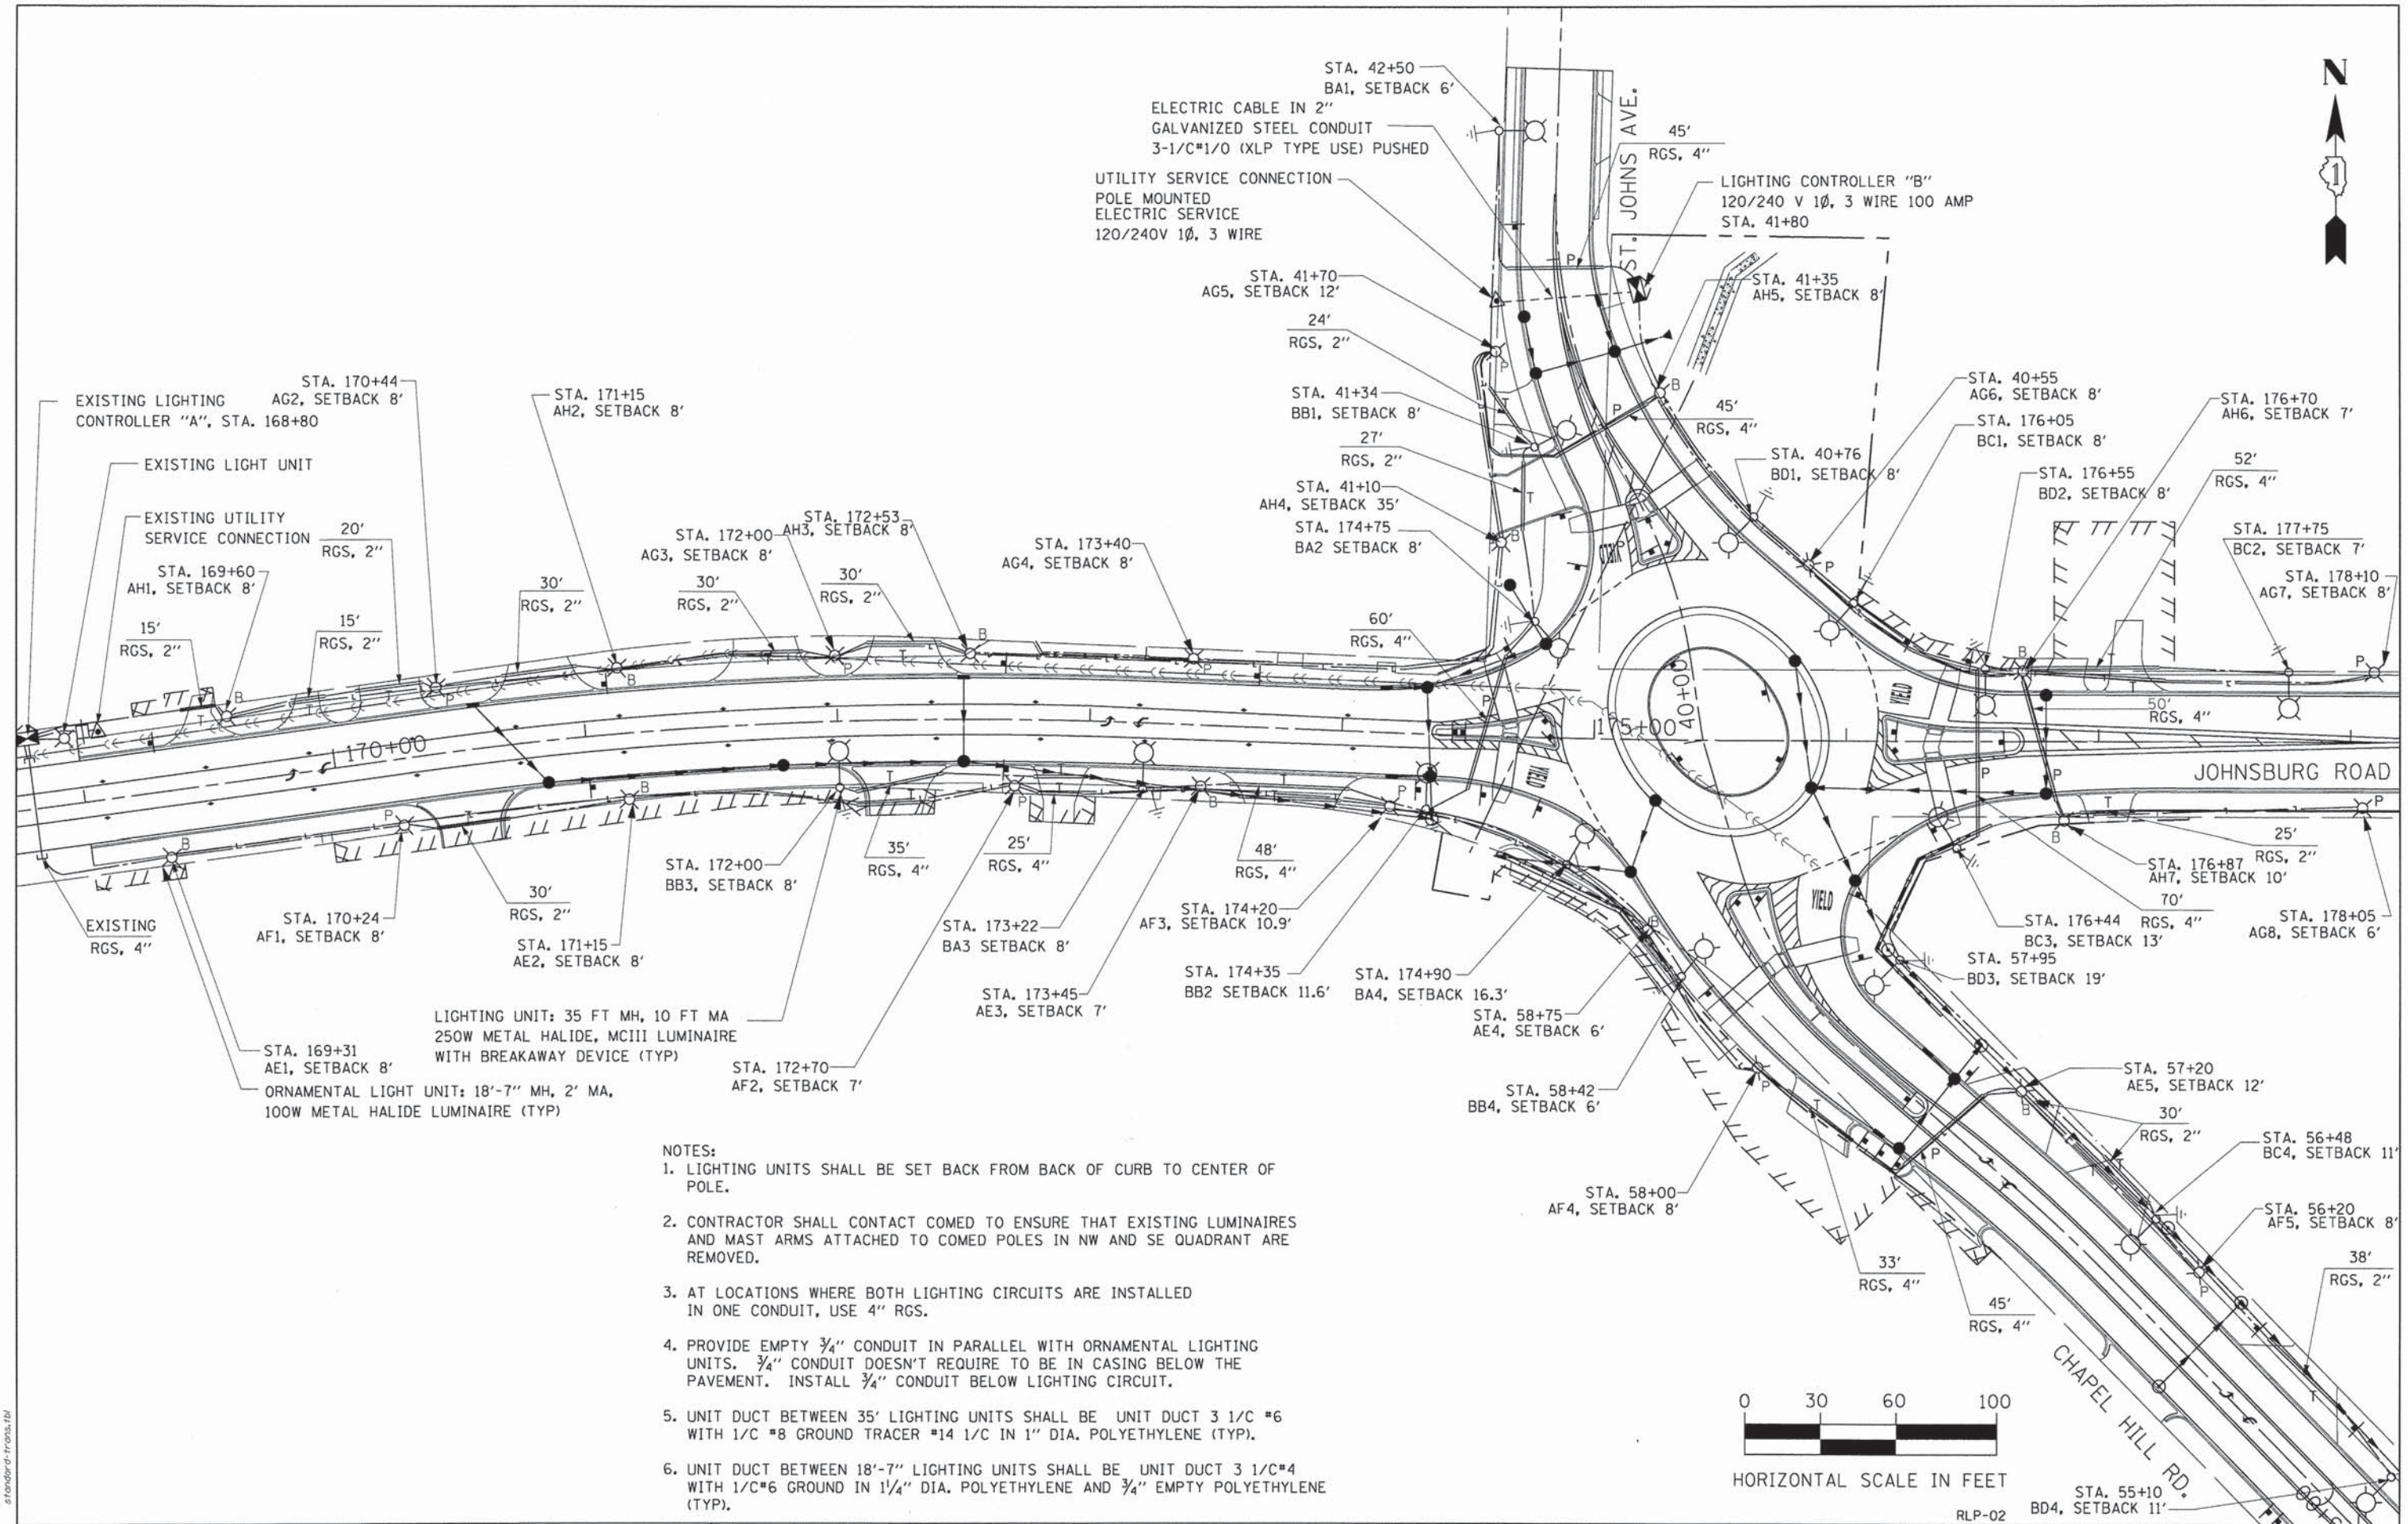 N
1
STA. 42+50
BA1, SETBACK 6'
ELECTRIC CABLE IN 2"
GALVANIZED STEEL CONDUIT
3-1/C#1/0 (XLP TYPE USE) PUSHED
45'
RGS, 4"
ST. JOHNS AVE.
UTILITY SERVICE CONNECTION
POLE MOUNTED
ELECTRIC SERVICE
120/240V 1Ø, 3 WIRE
LIGHTING CONTROLLER "B"
120/240 V 1Ø, 3 WIRE 100 AMP
STA. 41+80
STA. 41+70
AG5, SETBACK 12'
STA. 41+35
AH5, SETBACK 8'
24'
RGS, 2"
STA. 41+34
BB1, SETBACK 8'
27'
RGS, 2"
45'
RGS, 4"
STA. 41+10
AH4, SETBACK 35'
STA. 174+75
BA2 SETBACK 8'
STA. 40+76
BD1, SETBACK 8'
STA. 40+55
AG6, SETBACK 8'
STA. 176+05
BC1, SETBACK 8'
STA. 176+55
BD2, SETBACK 8'
STA. 176+70
AH6, SETBACK 7'
52'
RGS, 4"
STA. 177+75
BC2, SETBACK 7'
STA. 178+10
AG7, SETBACK 8'
EXISTING LIGHTING
CONTROLLER "A", STA. 168+80
STA. 170+44
AG2, SETBACK 8'
STA. 171+15
AH2, SETBACK 8'
EXISTING LIGHT UNIT
EXISTING UTILITY
SERVICE CONNECTION
20'
RGS, 2"
STA. 169+60
AH1, SETBACK 8'
15'
RGS, 2"
15'
RGS, 2"
30'
RGS, 2"
STA. 172+00
AG3, SETBACK 8'
30'
RGS, 2"
STA. 172+53
AH3, SETBACK 8'
30'
RGS, 2"
STA. 173+40
AG4, SETBACK 8'
60'
RGS, 4"
170+00
175+00
40+00
YIELD
YIELD
YIELD
YIELD
50'
RGS, 4"
JOHNSBURG ROAD
EXISTING
RGS, 4"
STA. 170+24
AF1, SETBACK 8'
30'
RGS, 2"
STA. 171+15
AE2, SETBACK 8'
STA. 172+00
BB3, SETBACK 8'
35'
RGS, 4"
25'
RGS, 4"
48'
RGS, 4"
STA. 173+22
BA3 SETBACK 8'
STA. 174+20
AF3, SETBACK 10.9'
STA. 174+35
BB2 SETBACK 11.6'
STA. 174+90
BA4, SETBACK 16.3'
STA. 173+45
AE3, SETBACK 7'
STA. 172+70
AF2, SETBACK 7'
LIGHTING UNIT: 35 FT MH, 10 FT MA
250W METAL HALIDE, MCIII LUMINAIRE
WITH BREAKAWAY DEVICE (TYP)
STA. 169+31
AE1, SETBACK 8'
ORNAMENTAL LIGHT UNIT: 18'-7" MH, 2' MA,
100W METAL HALIDE LUMINAIRE (TYP)
STA. 58+75
AE4, SETBACK 6'
STA. 58+42
BB4, SETBACK 6'
STA. 58+00
AF4, SETBACK 8'
33'
RGS, 4"
45'
RGS, 4"
25'
RGS, 2"
STA. 176+87
AH7, SETBACK 10'
70'
RGS, 4"
STA. 176+44
BC3, SETBACK 13'
STA. 178+05
AG8, SETBACK 6'
STA. 57+95
BD3, SETBACK 19'
STA. 57+20
AE5, SETBACK 12'
30'
RGS, 2"
STA. 56+48
BC4, SETBACK 11'
STA. 56+20
AF5, SETBACK 8'
38'
RGS, 2"
CHAPEL HILL RD.
STA. 55+10
BD4, SETBACK 11'
NOTES:
1. LIGHTING UNITS SHALL BE SET BACK FROM BACK OF CURB TO CENTER OF
POLE.
2. CONTRACTOR SHALL CONTACT COMED TO ENSURE THAT EXISTING LUMINAIRES
AND MAST ARMS ATTACHED TO COMED POLES IN NW AND SE QUADRANT ARE
REMOVED.
3. AT LOCATIONS WHERE BOTH LIGHTING CIRCUITS ARE INSTALLED
IN ONE CONDUIT, USE 4" RGS.
4. PROVIDE EMPTY ¾" CONDUIT IN PARALLEL WITH ORNAMENTAL LIGHTING
UNITS. ¾" CONDUIT DOESN'T REQUIRE TO BE IN CASING BELOW THE
PAVEMENT. INSTALL ¾" CONDUIT BELOW LIGHTING CIRCUIT.
5. UNIT DUCT BETWEEN 35' LIGHTING UNITS SHALL BE UNIT DUCT 3 1/C #6
WITH 1/C #8 GROUND TRACER #14 1/C IN 1" DIA. POLYETHYLENE (TYP).
6. UNIT DUCT BETWEEN 18'-7" LIGHTING UNITS SHALL BE UNIT DUCT 3 1/C#4
WITH 1/C#6 GROUND IN 1¼" DIA. POLYETHYLENE AND ¾" EMPTY POLYETHYLENE
(TYP).
0 30 60 100
HORIZONTAL SCALE IN FEET
RLP-02
standard-trans.tbl